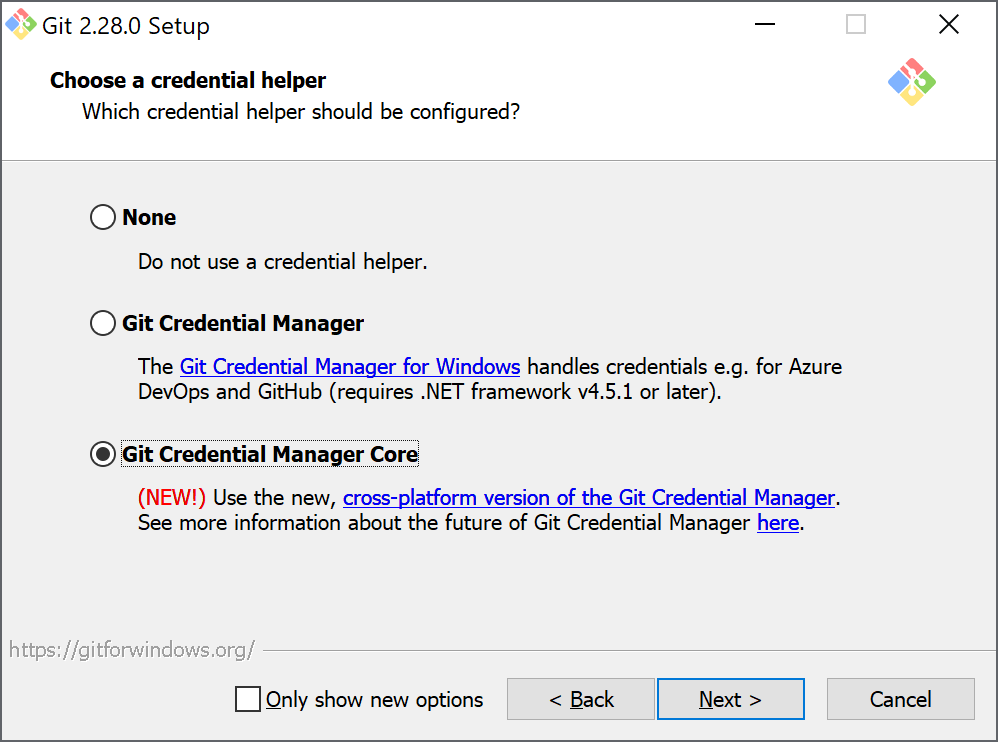 Git 2.28.0 Setup
Choose a credential helper
Which credential helper should be configured?
None
Do not use a credential helper.
Git Credential Manager
The Git Credential Manager for Windows handles credentials e.g. for Azure
DevOps and GitHub (requires .NET framework v4.5.1 or later).
Git Credential Manager Core
(NEW!) Use the new, cross-platform version of the Git Credential Manager.
See more information about the future of Git Credential Manager here.
https://gitforwindows.org/
Only show new options
< Back
Next >
Cancel